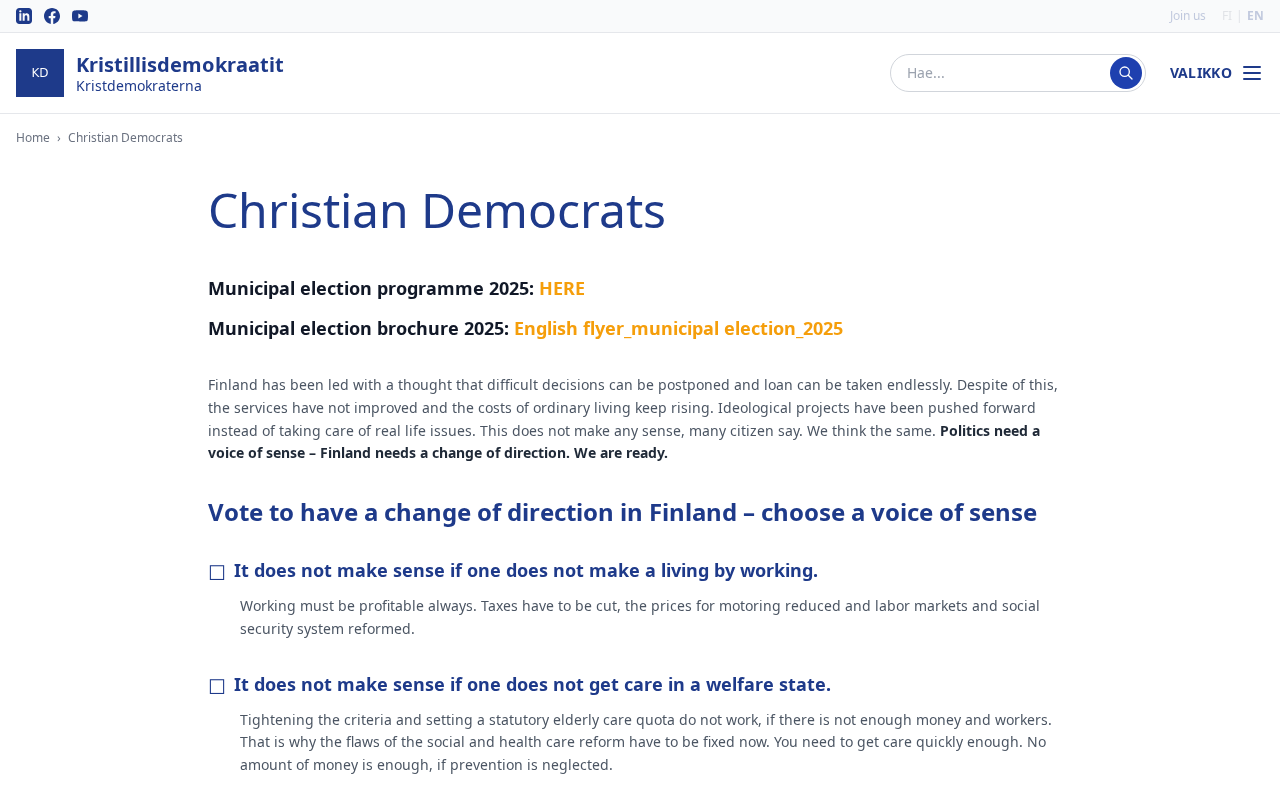 Join us FI | EN
KD
Kristillisdemokraatit
Kristdemokraterna
Hae...
VALIKKO
Home › Christian Democrats
Christian Democrats
Municipal election programme 2025: HERE
Municipal election brochure 2025: English flyer_municipal election_2025
Finland has been led with a thought that difficult decisions can be postponed and loan can be taken endlessly. Despite of this,
the services have not improved and the costs of ordinary living keep rising. Ideological projects have been pushed forward
instead of taking care of real life issues. This does not make any sense, many citizen say. We think the same. Politics need a
voice of sense – Finland needs a change of direction. We are ready.
Vote to have a change of direction in Finland – choose a voice of sense
It does not make sense if one does not make a living by working.
Working must be profitable always. Taxes have to be cut, the prices for motoring reduced and labor markets and social
security system reformed.
It does not make sense if one does not get care in a welfare state.
Tightening the criteria and setting a statutory elderly care quota do not work, if there is not enough money and workers.
That is why the flaws of the social and health care reform have to be fixed now. You need to get care quickly enough. No
amount of money is enough, if prevention is neglected.